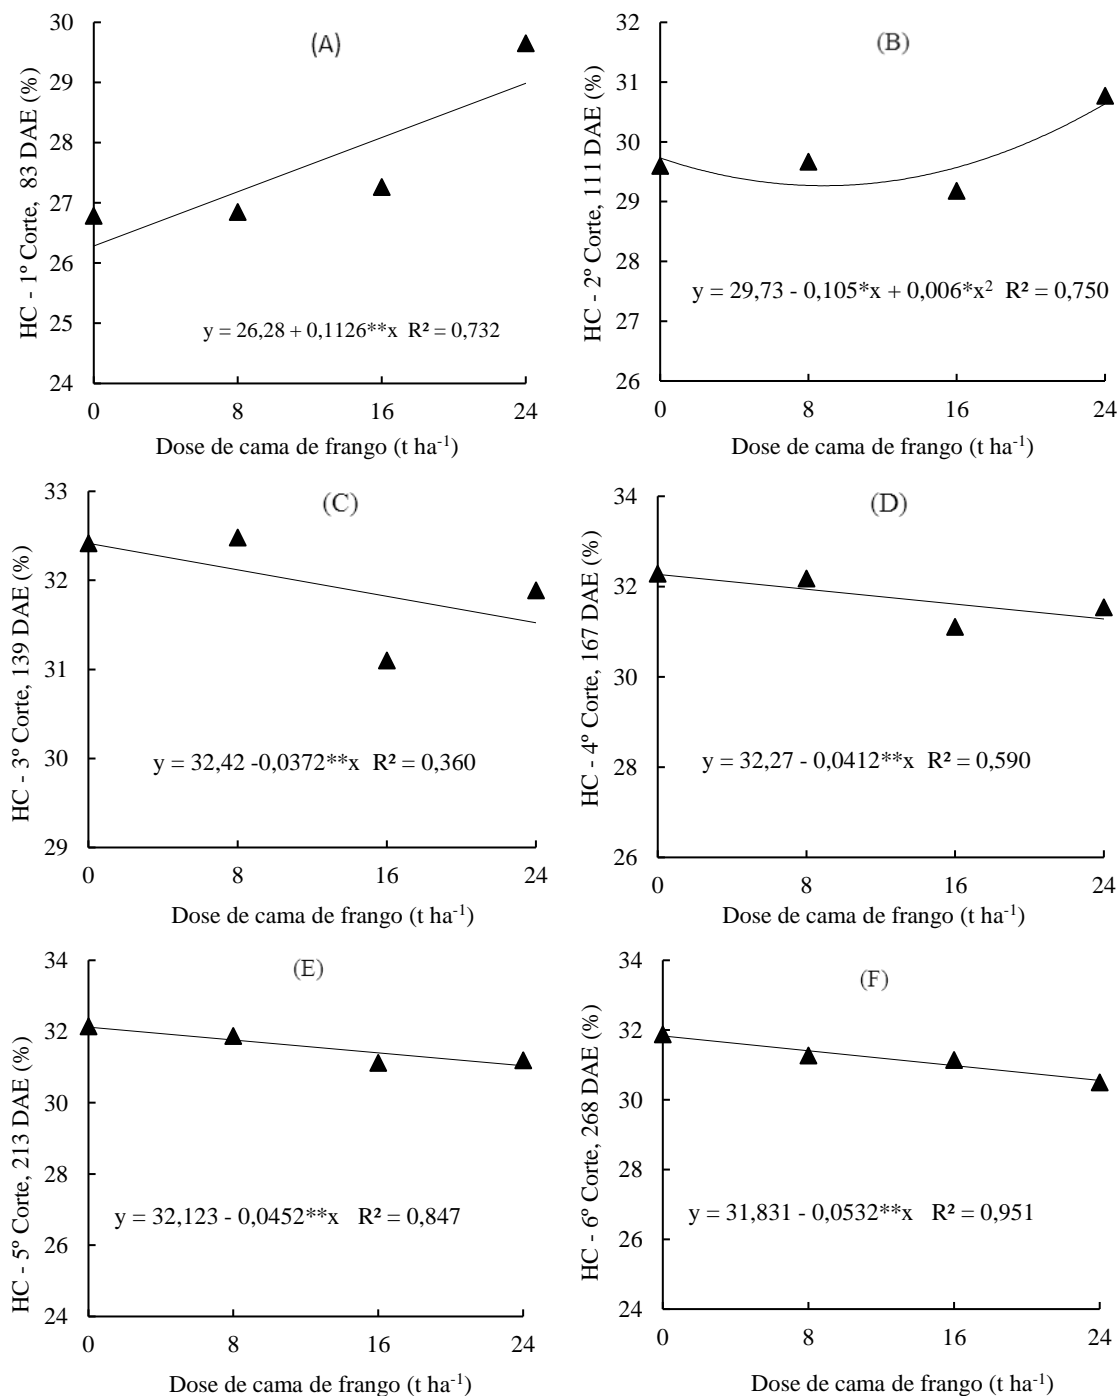 (A)
HC - 1º Corte, 83 DAE (%)
30
29
28
27
26
25
24
y = 26,28 + 0,1126**x R² = 0,732
0 8 16 24
Dose de cama de frango (t ha⁻¹)
(B)
HC - 2º Corte, 111 DAE (%)
32
31
30
29
28
27
26
y = 29,73 - 0,105*x + 0,006*x² R² = 0,750
0 8 16 24
Dose de cama de frango (t ha⁻¹)
(C)
HC - 3º Corte, 139 DAE (%)
33
32
31
30
29
y = 32,42 -0,0372**x R² = 0,360
0 8 16 24
Dose de cama de frango (t ha⁻¹)
(D)
HC - 4º Corte, 167 DAE (%)
34
32
30
28
26
y = 32,27 - 0,0412**x R² = 0,590
0 8 16 24
Dose de cama de frango (t ha⁻¹)
(E)
HC - 5º Corte, 213 DAE (%)
34
32
30
28
26
24
y = 32,123 - 0,0452**x R² = 0,847
0 8 16 24
Dose de cama de frango (t ha⁻¹)
(F)
HC - 6º Corte, 268 DAE (%)
34
32
30
28
26
24
y = 31,831 - 0,0532**x R² = 0,951
0 8 16 24
Dose de cama de frango (t ha⁻¹)